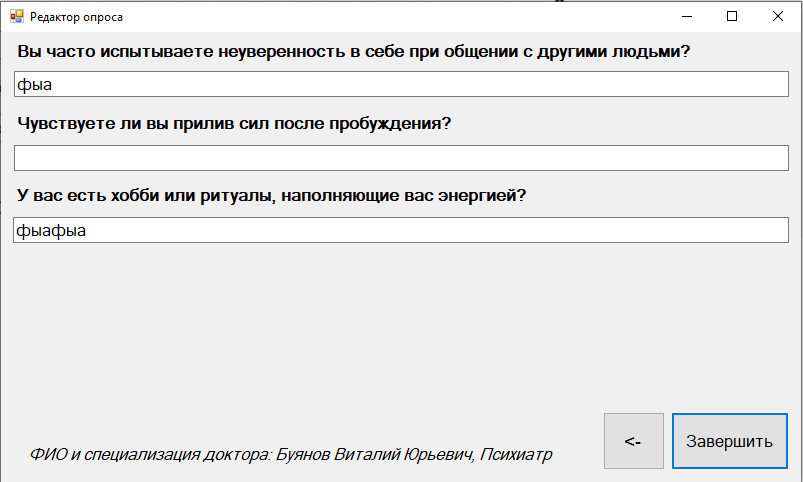 Редактор опроса
Вы часто испытываете неуверенность в себе при общении с другими людьми?
фыа
Чувствуете ли вы прилив сил после пробуждения?
У вас есть хобби или ритуалы, наполняющие вас энергией?
фыафыа
<-
Завершить
ФИО и специализация доктора: Буянов Виталий Юрьевич, Психиатр